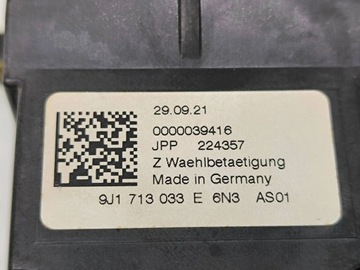 29.09.21
0000039416
JPP 224357
Z Waehlbetaetigung
Made in Germany
9J1 713 033 E 6N3 AS01